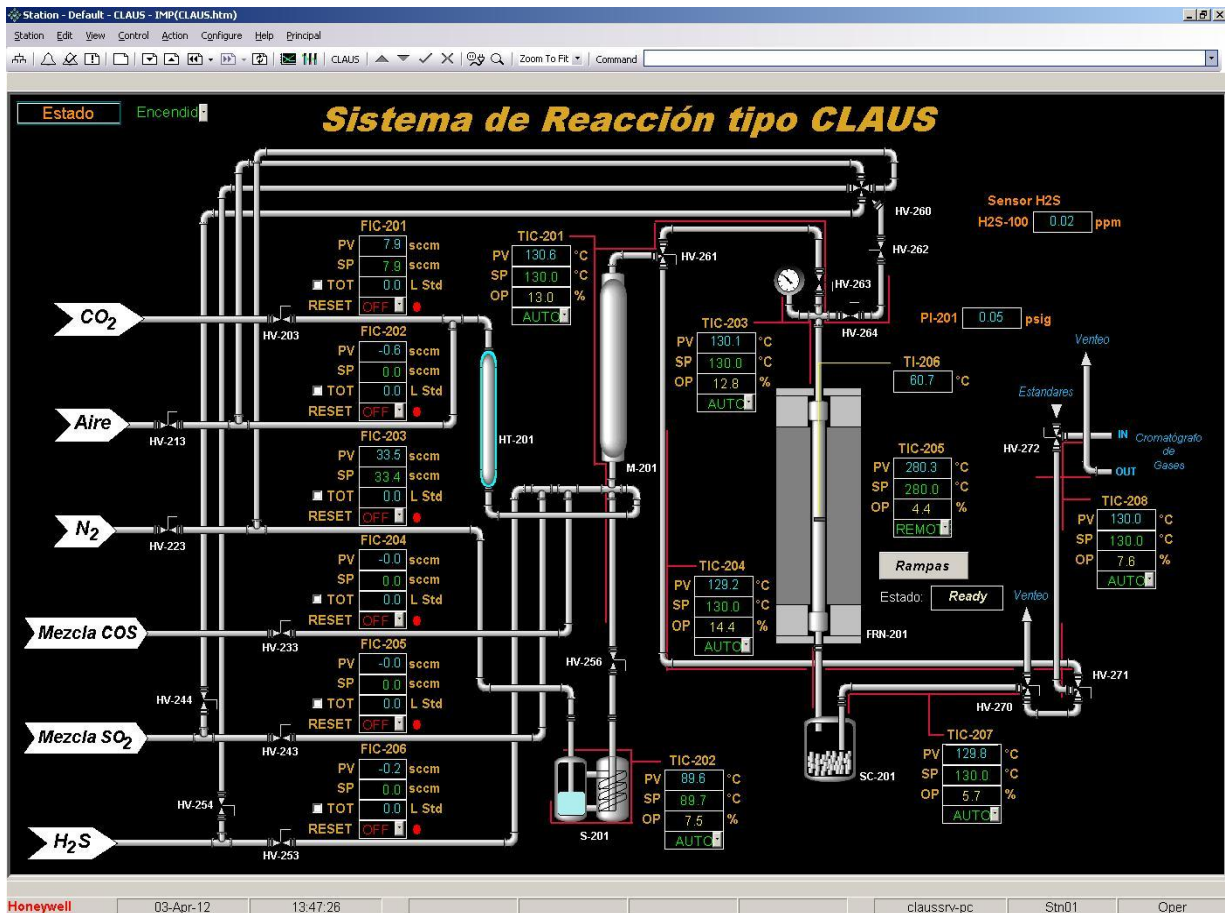 Station - Default - CLAUS - IMP(CLAUS.htm)
Station Edit View Control Action Configure Help Principal
CLAUS Zoom To Fit Command
Estado Encendid
Sistema de Reacción tipo CLAUS
Sensor H2S
H2S-100 0.02 ppm
HV-260
HV-262
HV-261
HV-263
HV-264
PI-201 0.05 psig
FIC-201
PV 7.9 sccm
SP 7.9 sccm
TOT 0.0 L Std
RESET OFF
CO2
HV-203
FIC-202
PV -0.6 sccm
SP 0.0 sccm
TOT 0.0 L Std
RESET OFF
Aire
HV-213
FIC-203
PV 33.5 sccm
SP 33.4 sccm
TOT 0.0 L Std
RESET OFF
N2
HV-223
FIC-204
PV -0.0 sccm
SP 0.0 sccm
TOT 0.0 L Std
RESET OFF
Mezcla COS
HV-233
FIC-205
PV -0.0 sccm
SP 0.0 sccm
TOT 0.0 L Std
RESET OFF
HV-244
Mezcla SO2
HV-243
FIC-206
PV -0.2 sccm
SP 0.0 sccm
TOT 0.0 L Std
RESET OFF
HV-254
H2S
HV-253
TIC-201
PV 130.6 °C
SP 130.0 °C
OP 13.0 %
AUTO
HT-201
M-201
HV-256
S-201
TIC-202
PV 89.6 °C
SP 89.7 °C
OP 7.5 %
AUTO
TIC-203
PV 130.1 °C
SP 130.0 °C
OP 12.8 %
AUTO
TIC-204
PV 129.2 °C
SP 130.0 °C
OP 14.4 %
AUTO
TI-206
60.7 °C
TIC-205
PV 280.3 °C
SP 280.0 °C
OP 4.4 %
REMOT
Rampas
Estado: Ready
FRN-201
SC-201
Venteo
HV-270
HV-271
TIC-207
PV 129.8 °C
SP 130.0 °C
OP 5.7 %
AUTO
Venteo
Estandares
HV-272
IN
OUT
Cromatógrafo
de
Gases
TIC-208
PV 130.0 °C
SP 130.0 °C
OP 7.6 %
AUTO
Honeywell 03-Apr-12 13:47:26 claussrv-pc Stn01 Oper